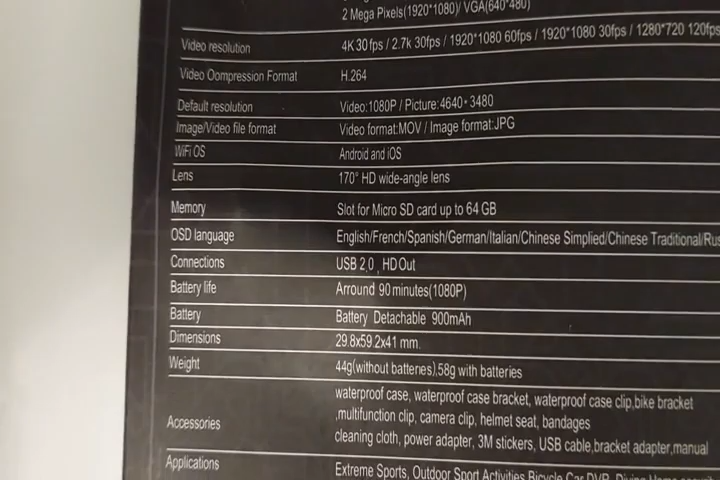 2 Mega Pixels(1920*1080)/ VGA(640*480)
Video resolution 4K 30fps / 2.7k 30fps / 1920*1080 60fps / 1920*1080 30fps / 1280*720 120fps
Video Oompression Format H.264
Default resolution Video:1080P / Picture:4640*3480
Image/Video file format Video format:MOV / Image format:JPG
WiFi OS Android and iOS
Lens 170° HD wide-angle lens
Memory Slot for Micro SD card up to 64 GB
OSD language English/French/Spanish/German/Italian/Chinese Simplied/Chinese Traditional/Rus
Connections USB 2.0 , HD Out
Battery life Arround 90 minutes(1080P)
Battery Battery Detachable 900mAh
Dimensions 29.8x59.2x41 mm
Weight 44g(without batteries),58g with batteries
waterproof case, waterproof case bracket, waterproof case clip,bike bracket
,multifunction clip, camera clip, helmet seat, bandages
Accessories
cleaning cloth, power adapter, 3M stickers, USB cable,bracket adapter,manual
Applications Extreme Sports, Outdoor Sport Activities Bicycle Car DVR, Diving Home